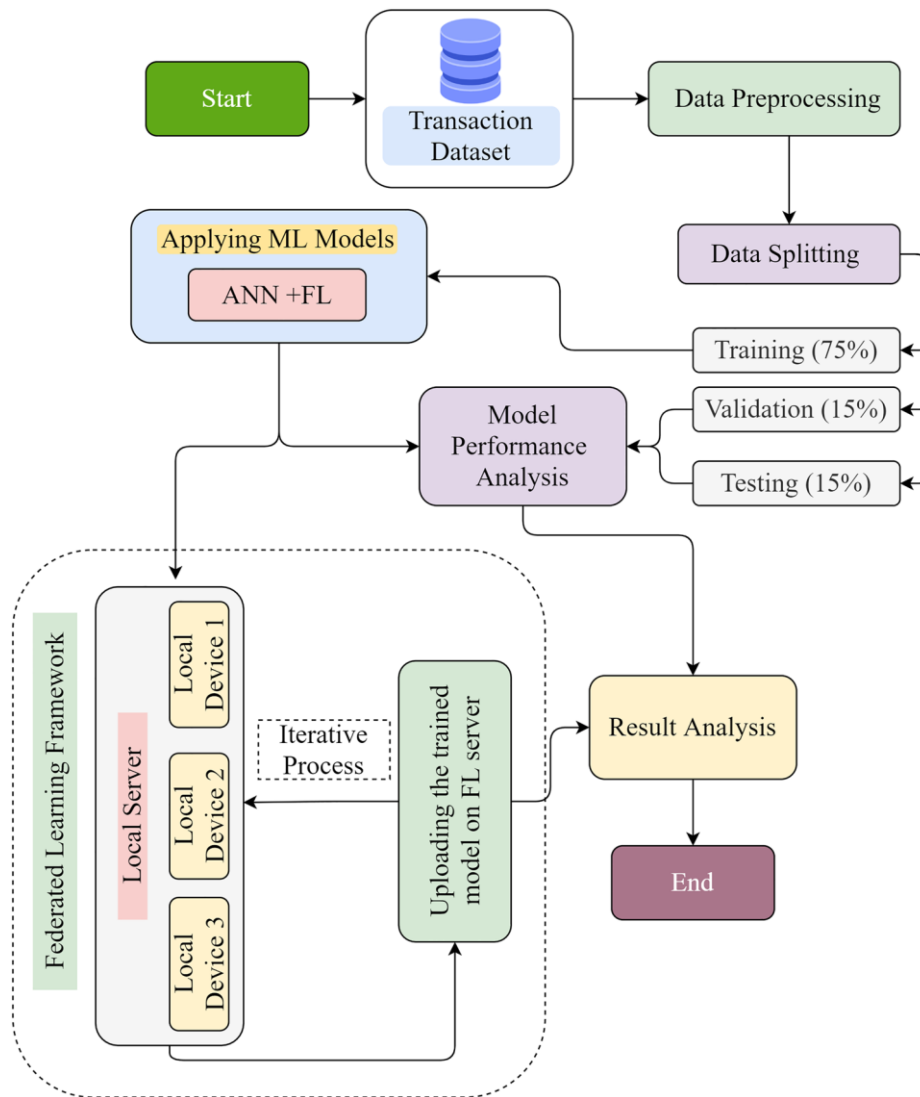 Start
Transaction
Dataset
Data Preprocessing
Data Splitting
Applying ML Models
ANN +FL
Training (75%)
Validation (15%)
Testing (15%)
Model
Performance
Analysis
Federated Learning Framework
Local Server
Local
Device 1
Local
Device 2
Local
Device 3
Iterative
Process
Uploading the trained
model on FL server
Result Analysis
End